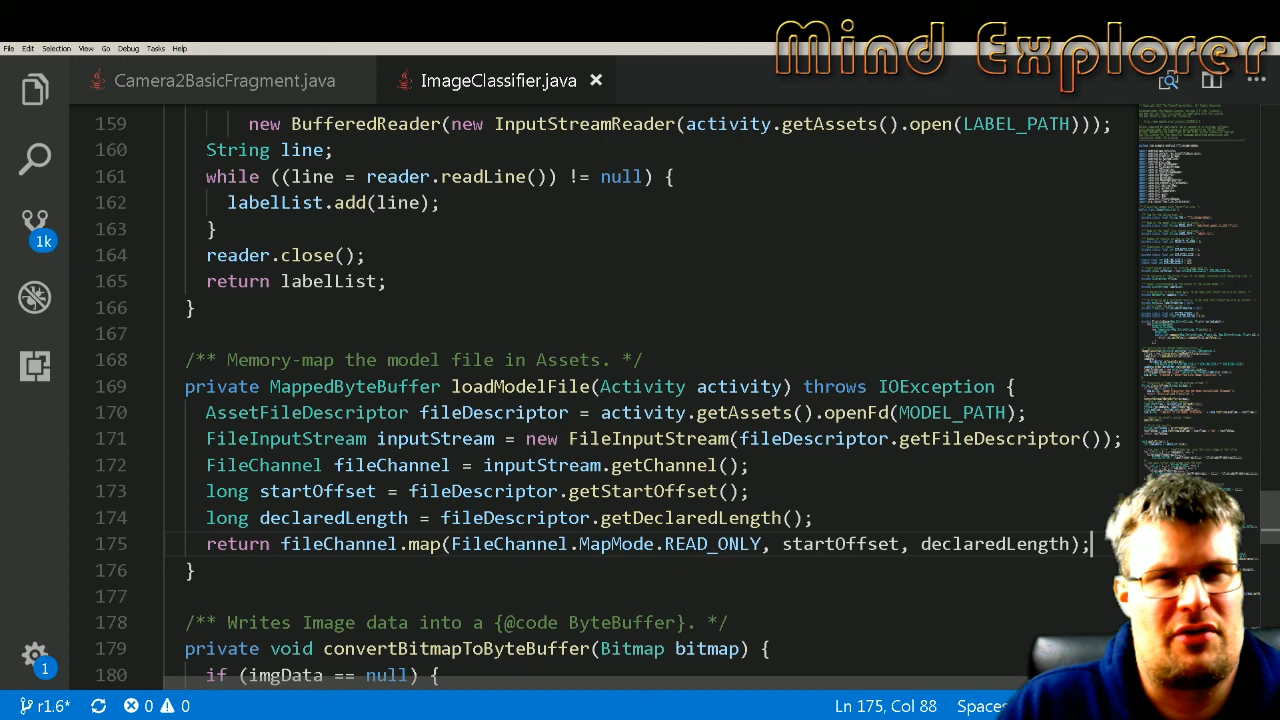 Mind Explorer
File Edit Selection View Go Debug Tasks Help
Camera2BasicFragment.java
ImageClassifier.java
159 new BufferedReader(new InputStreamReader(activity.getAssets().open(LABEL_PATH)));
160 String line;
161 while ((line = reader.readLine()) != null) {
162 labelList.add(line);
163 }
164 reader.close();
165 return labelList;
166 }
167
168 /** Memory-map the model file in Assets. */
169 private MappedByteBuffer loadModelFile(Activity activity) throws IOException {
170 AssetFileDescriptor fileDescriptor = activity.getAssets().openFd(MODEL_PATH);
171 FileInputStream inputStream = new FileInputStream(fileDescriptor.getFileDescriptor());
172 FileChannel fileChannel = inputStream.getChannel();
173 long startOffset = fileDescriptor.getStartOffset();
174 long declaredLength = fileDescriptor.getDeclaredLength();
175 return fileChannel.map(FileChannel.MapMode.READ_ONLY, startOffset, declaredLength);
176 }
177
178 /** Writes Image data into a {@code ByteBuffer}. */
179 private void convertBitmapToByteBuffer(Bitmap bitmap) {
180 if (imgData == null) {
1k
1
r1.6* 0 0 Ln 175, Col 88 Spaces